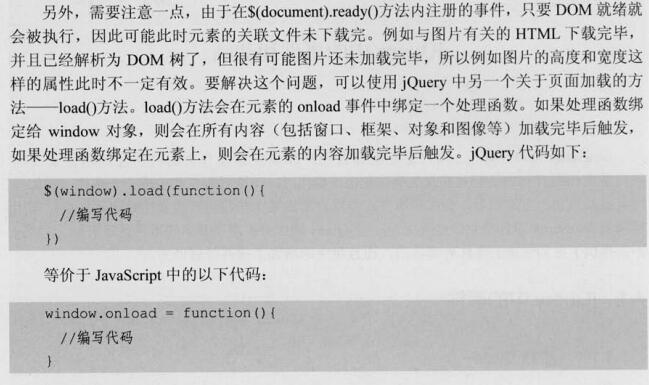 另外，需要注意一点，由于在$(document).ready()方法内注册的事件，只要 DOM 就绪就
会被执行，因此可能此时元素的关联文件未下载完。例如与图片有关的 HTML 下载完毕，
并且已经解析为 DOM 树了，但很有可能图片还未加载完毕，所以例如图片的高度和宽度这
样的属性此时不一定有效。要解决这个问题，可以使用 jQuery 中另一个关于页面加载的方
法——load()方法。load()方法会在元素的 onload 事件中绑定一个处理函数。如果处理函数绑
定给 window 对象，则会在所有内容（包括窗口、框架、对象和图像等）加载完毕后触发，
如果处理函数绑定在元素上，则会在元素的内容加载完毕后触发。jQuery 代码如下：
$(window).load(function(){
//编写代码
})
等价于 JavaScript 中的以下代码：
window.onload = function(){
//编写代码
}